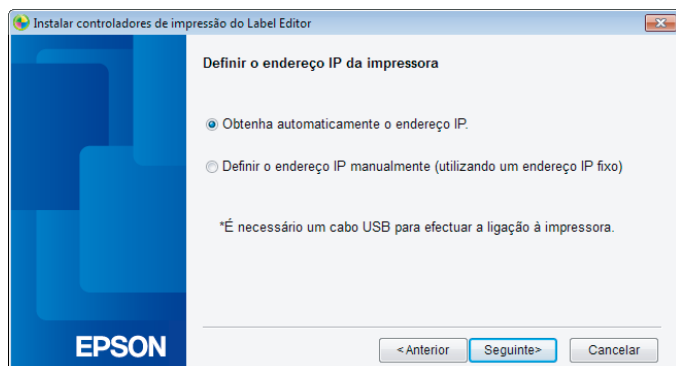 Instalar controladores de impressão do Label Editor
Definir o endereço IP da impressora
Obtenha automaticamente o endereço IP.
Definir o endereço IP manualmente (utilizando um endereço IP fixo)
*É necessário um cabo USB para efectuar a ligação à impressora.
EPSON
<Anterior
Seguinte>
Cancelar